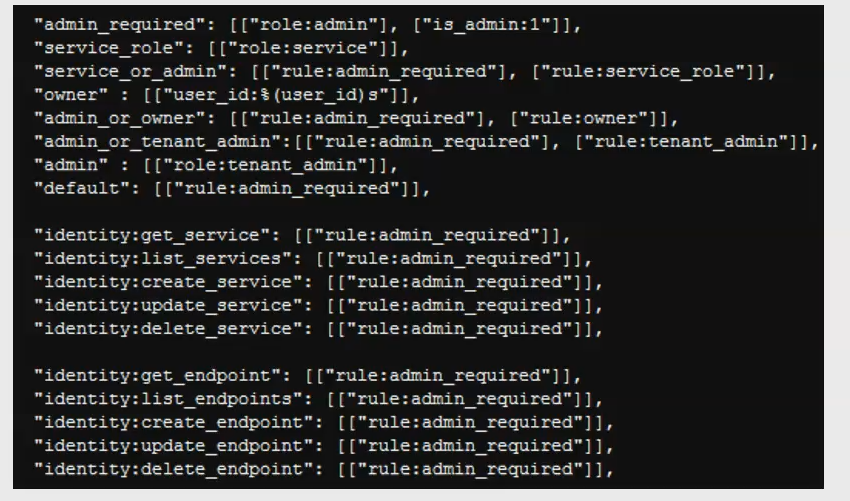 "admin_required": [["role:admin"], ["is_admin:1"]],
"service_role": [["role:service"]],
"service_or_admin": [["rule:admin_required"], ["rule:service_role"]],
"owner" : [["user_id:%(user_id)s"]],
"admin_or_owner": [["rule:admin_required"], ["rule:owner"]],
"admin_or_tenant_admin":[["rule:admin_required"], ["rule:tenant_admin"]],
"admin" : [["role:tenant_admin"]],
"default": [["rule:admin_required"]],
"identity:get_service": [["rule:admin_required"]],
"identity:list_services": [["rule:admin_required"]],
"identity:create_service": [["rule:admin_required"]],
"identity:update_service": [["rule:admin_required"]],
"identity:delete_service": [["rule:admin_required"]],
"identity:get_endpoint": [["rule:admin_required"]],
"identity:list_endpoints": [["rule:admin_required"]],
"identity:create_endpoint": [["rule:admin_required"]],
"identity:update_endpoint": [["rule:admin_required"]],
"identity:delete_endpoint": [["rule:admin_required"]],